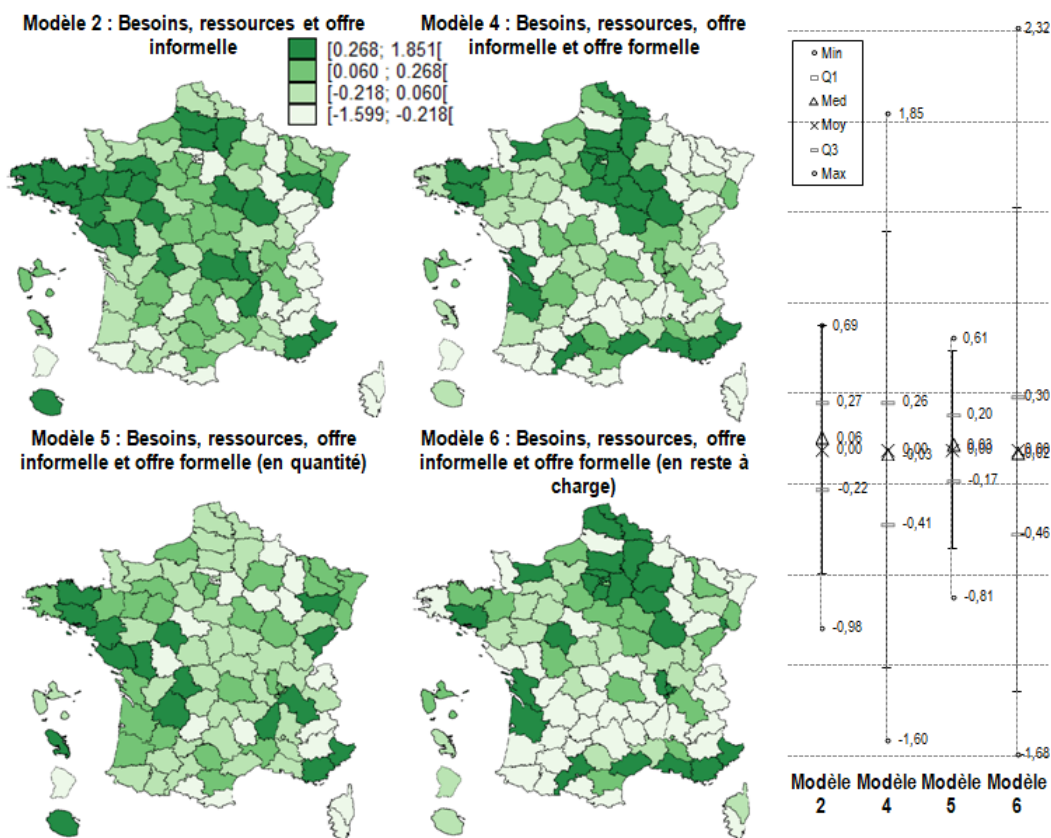 Modèle 2 : Besoins, ressources et offre
informelle
[0.268; 1.851[
[0.060 ; 0.268[
[-0.218; 0.060[
[-1.599; -0.218[
Modèle 4 : Besoins, ressources, offre
informelle et offre formelle
Modèle 5 : Besoins, ressources, offre
informelle et offre formelle (en quantité)
Modèle 6 : Besoins, ressources, offre
informelle et offre formelle (en reste à
charge)
Min
Q1
Med
Moy
Q3
Max
0,69
0,27
0,06
0,00
-0,22
-0,98
1,85
0,26
0,00
-0,03
-0,41
-1,60
0,61
0,20
0,03
0,00
-0,17
-0,81
2,32
0,30
-0,46
-1,68
Modèle
2
Modèle
4
Modèle
5
Modèle
6